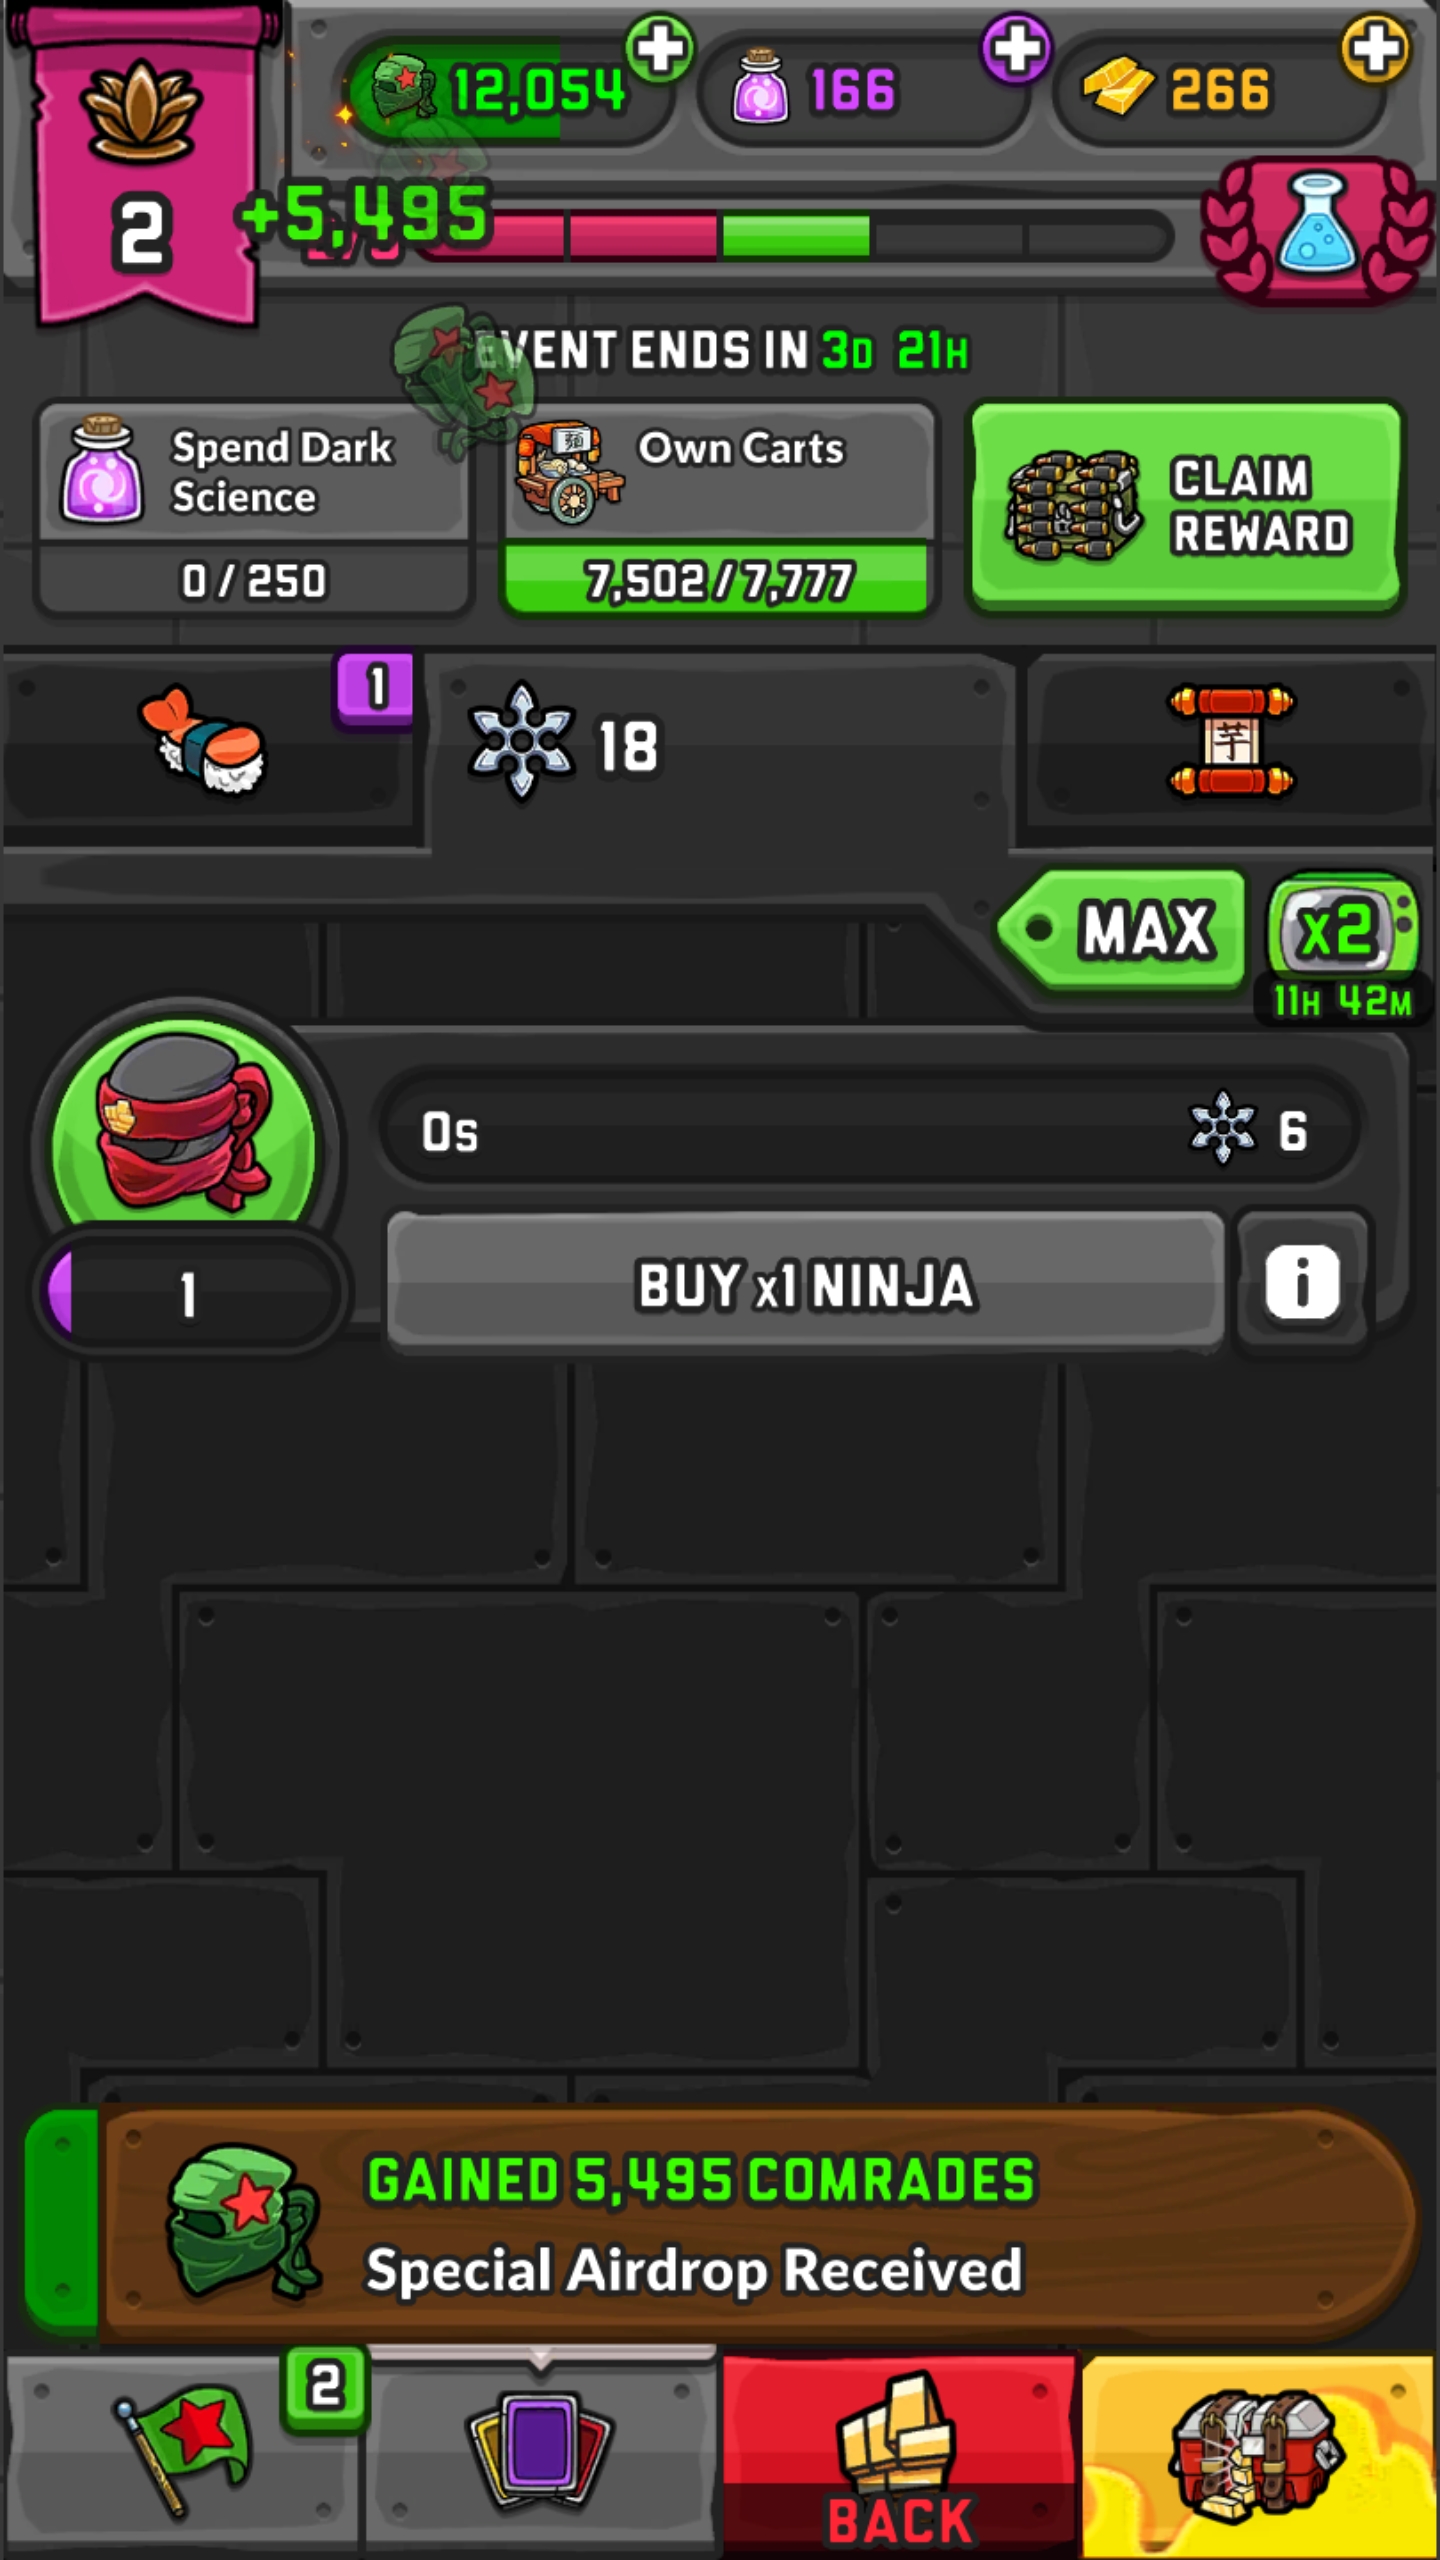 12,054
166
266
2
+5,495
EVENT ENDS IN 3D 21H
Spend Dark
Science
0 / 250
Own Carts
7,502 / 7,777
CLAIM
REWARD
1
18
芋
MAX
x2
11H 42M
0s
6
1
BUY x1 NINJA
i
GAINED 5,495 COMRADES
Special Airdrop Received
2
BACK